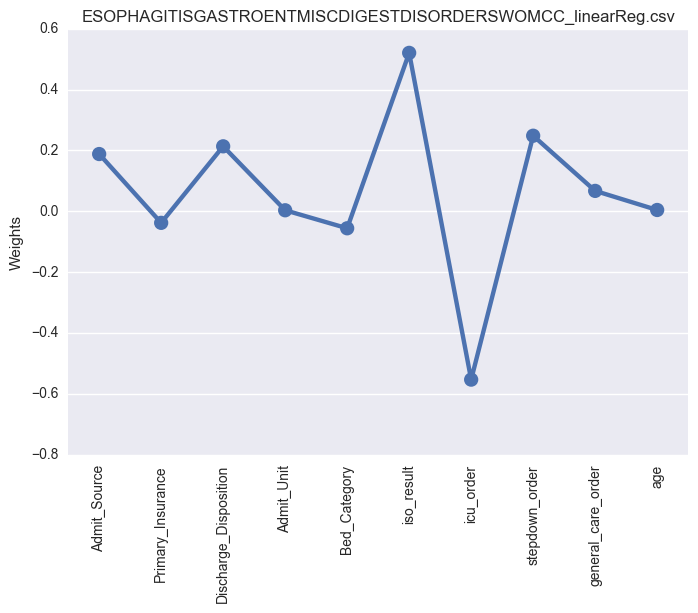 ESOPHAGITISGASTROENTMISCDIGESTDISORDERSWOMCC_linearReg.csv
0.6
0.4
0.2
0.0
−0.2
−0.4
−0.6
−0.8
Weights
Admit_Source
Primary_Insurance
Discharge_Disposition
Admit_Unit
Bed_Category
iso_result
icu_order
stepdown_order
general_care_order
age